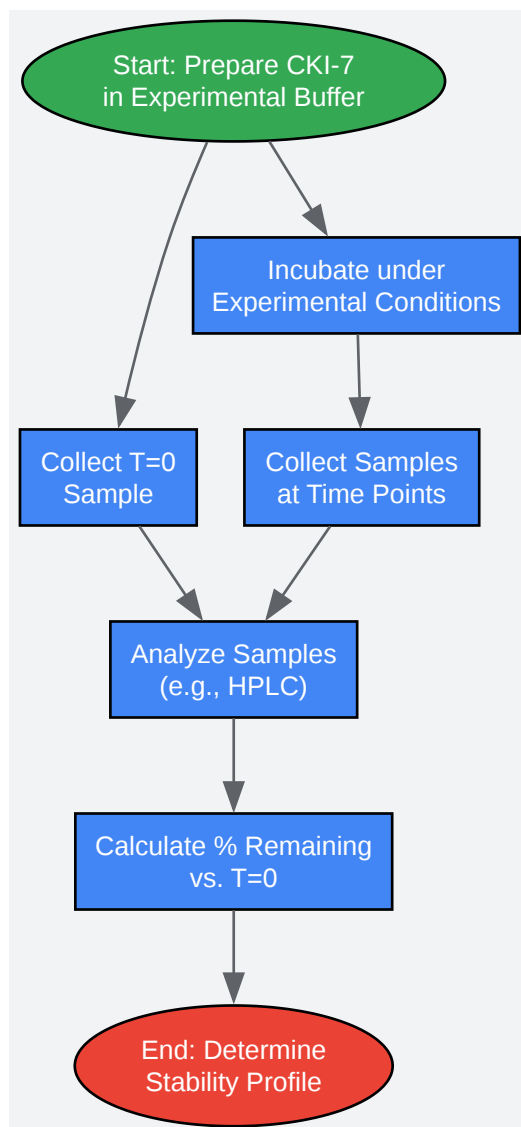 Start: Prepare CKI-7
in Experimental Buffer
Incubate under
Experimental Conditions
Collect T=0
Sample
Collect Samples
at Time Points
Analyze Samples
(e.g., HPLC)
Calculate % Remaining
vs. T=0
End: Determine
Stability Profile